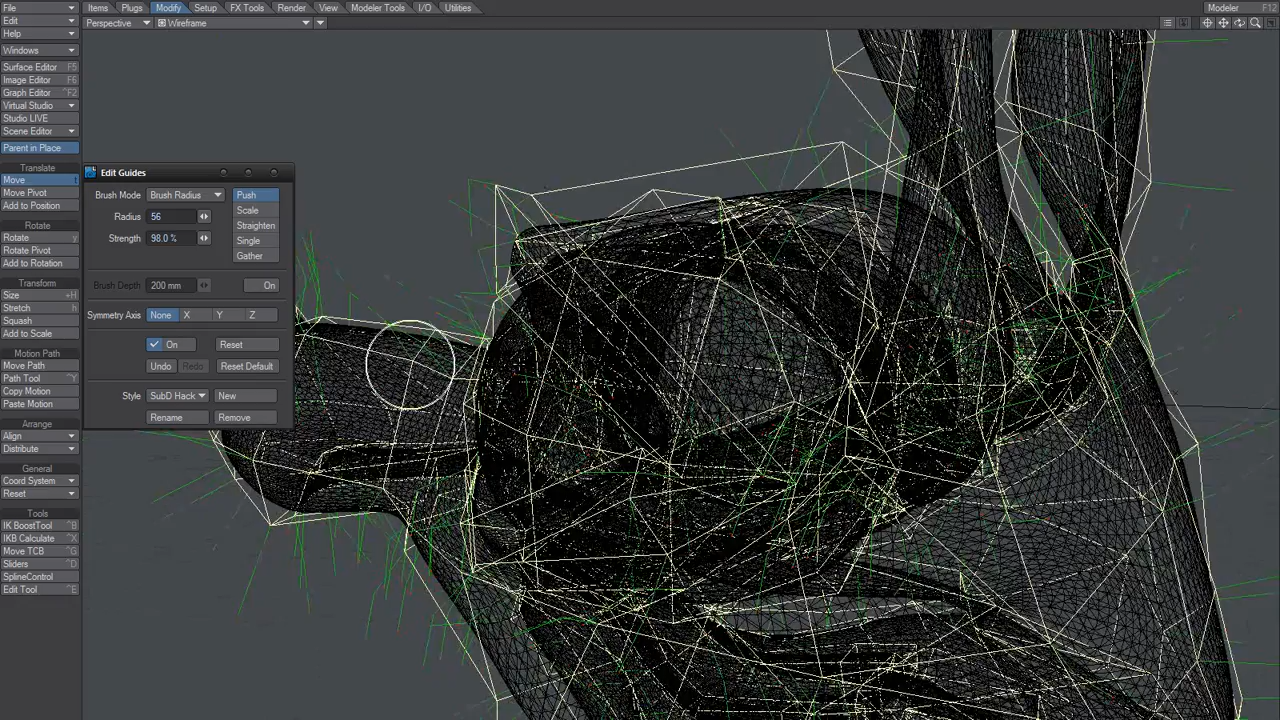 File
Items Plugs Modify Setup FX Tools Render View Modeler Tools I/O Utilities
Modeler F12
Edit
Perspective Wireframe
Help
Windows
Surface Editor F5
Image Editor F6
Graph Editor ^F2
Virtual Studio
Studio LIVE
Scene Editor
Parent in Place
Translate
Move t
Move Pivot
Add to Position
Rotate
Rotate y
Rotate Pivot
Add to Rotation
Transform
Size +H
Stretch h
Squash
Add to Scale
Motion Path
Move Path
Path Tool ^Y
Copy Motion
Paste Motion
Arrange
Align
Distribute
General
Coord System
Reset
Tools
IK BoostTool ^B
IKB Calculate ^X
Move TCB ^G
Sliders ^D
SplineControl
Edit Tool ^E
Edit Guides
Brush Mode Brush Radius Push
Radius 56 Scale
Straighten
Strength 98.0 % Single
Gather
Brush Depth 200 mm On
Symmetry Axis None X Y Z
On Reset
Undo Redo Reset Default
Style SubD Hack New
Rename Remove